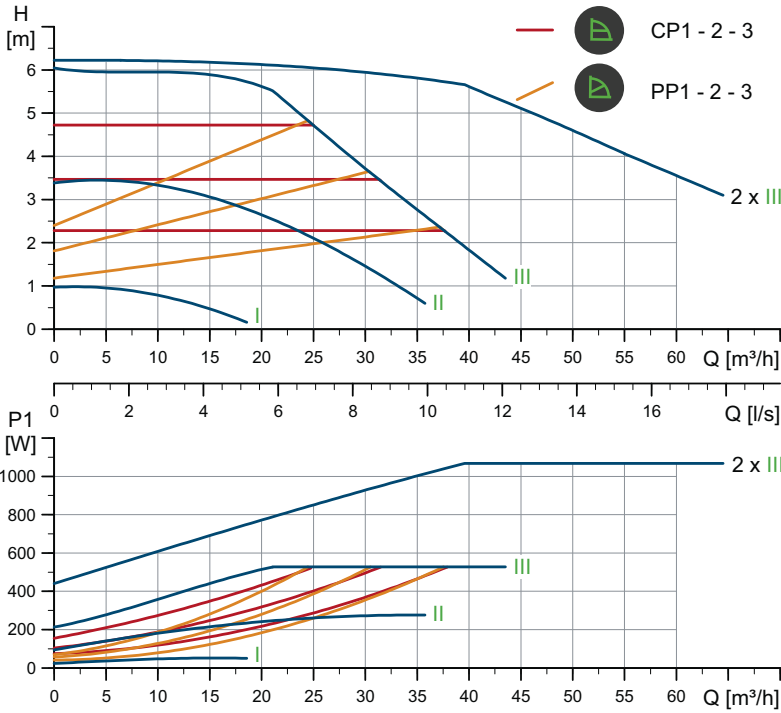 H
[m]
CP1 - 2 - 3
PP1 - 2 - 3
6
5
4
3
2
1
0
2 x III
III
II
I
0 5 10 15 20 25 30 35 40 45 50 55 60 Q [m³/h]
0 2 4 6 8 10 12 14 16 Q [l/s]
P1
[W]
1000
800
600
400
200
0
2 x III
III
II
I
0 5 10 15 20 25 30 35 40 45 50 55 60 Q [m³/h]